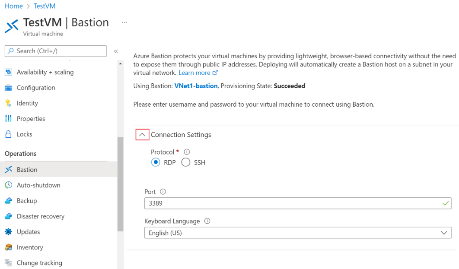 Home > TestVM
TestVM | Bastion ...
Virtual machine
Search (Ctrl+/)
«
Availability + scaling
Configuration
Identity
Properties
Locks
Operations
Bastion
Auto-shutdown
Backup
Disaster recovery
Updates
Inventory
Change tracking
Azure Bastion protects your virtual machines by providing lightweight, browser-based connectivity without the need
to expose them through public IP addresses. Deploying will automatically create a Bastion host on a subnet in your
virtual network. Learn more
Using Bastion: VNet1-bastion, Provisioning State: Succeeded
Please enter username and password to your virtual machine to connect using Bastion.
Connection Settings
Protocol *
RDP SSH
Port
3389
Keyboard Language
English (US)